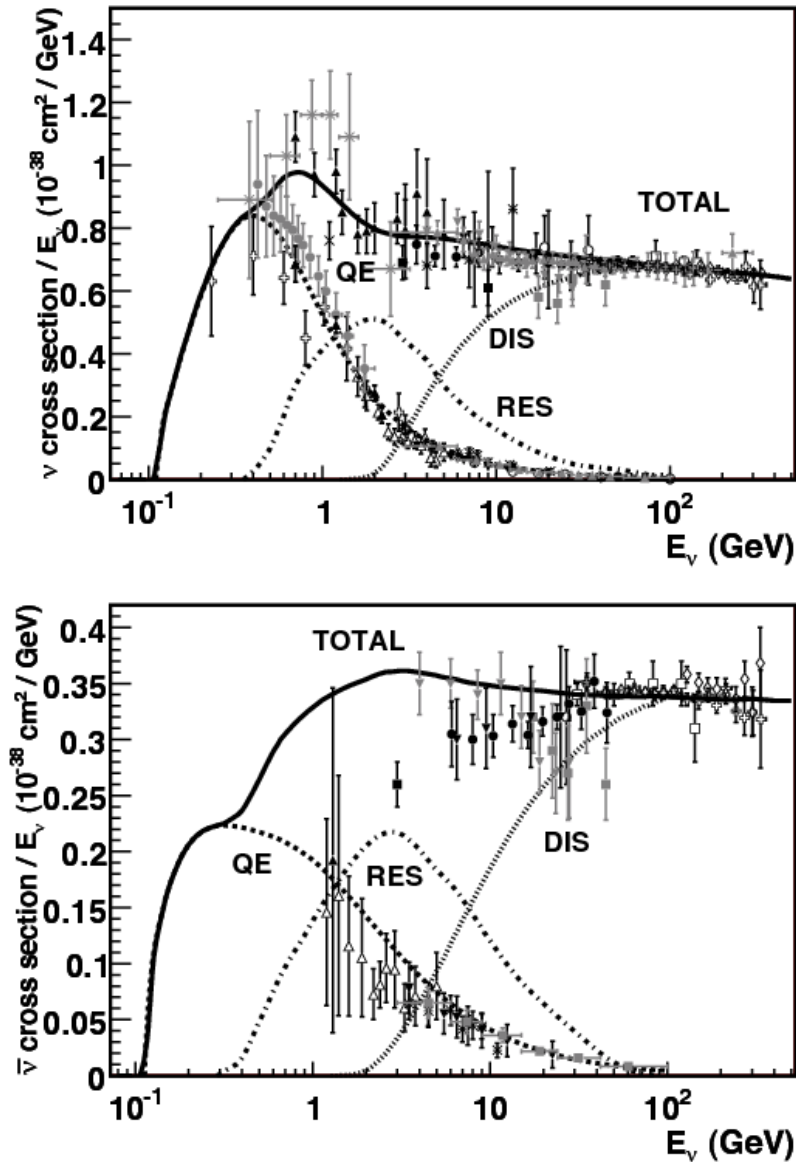 ν cross section / Eν (10⁻³⁸ cm² / GeV)
1.4
1.2
1
0.8
0.6
0.4
0.2
0
TOTAL
QE
DIS
RES
10⁻¹ 1 10 10²
Eν (GeV)
ν̅ cross section / Eν (10⁻³⁸ cm² / GeV)
0.4
0.35
0.3
0.25
0.2
0.15
0.1
0.05
0
TOTAL
DIS
QE
RES
10⁻¹ 1 10 10²
Eν (GeV)